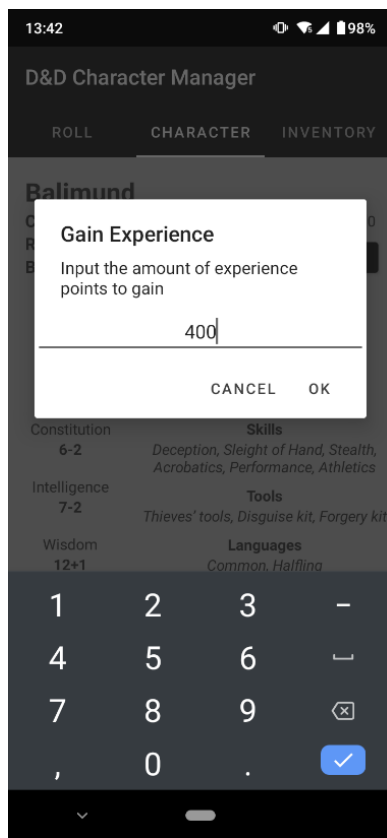 13:42
98%
D&D Character Manager
ROLL
CHARACTER
INVENTORY
Balimund
C
0
R
B
Gain Experience
Input the amount of experience
points to gain
400
CANCEL
OK
Constitution
6-2
Skills
Deception, Sleight of Hand, Stealth,
Acrobatics, Performance, Athletics
Intelligence
7-2
Tools
Thieves' tools, Disguise kit, Forgery kit
Wisdom
12+1
Languages
Common, Halfling
1 2 3 –
4 5 6
7 8 9
, 0 .